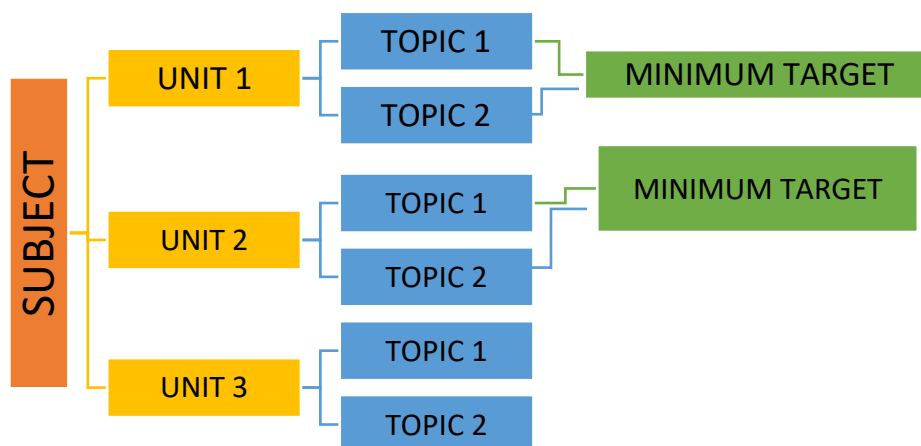 SUBJECT
UNIT 1
TOPIC 1
TOPIC 2
MINIMUM TARGET
UNIT 2
TOPIC 1
TOPIC 2
MINIMUM TARGET
UNIT 3
TOPIC 1
TOPIC 2